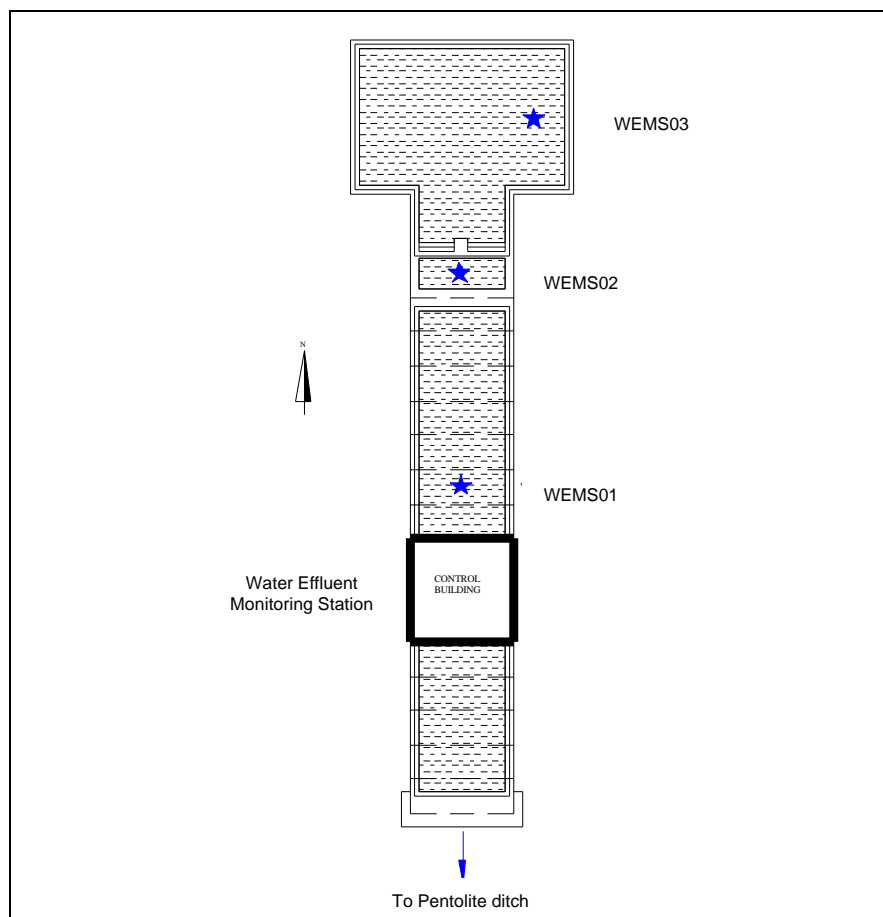 WEMS03
WEMS02
N
WEMS01
CONTROL
BUILDING
Water Effluent
Monitoring Station
To Pentolite ditch